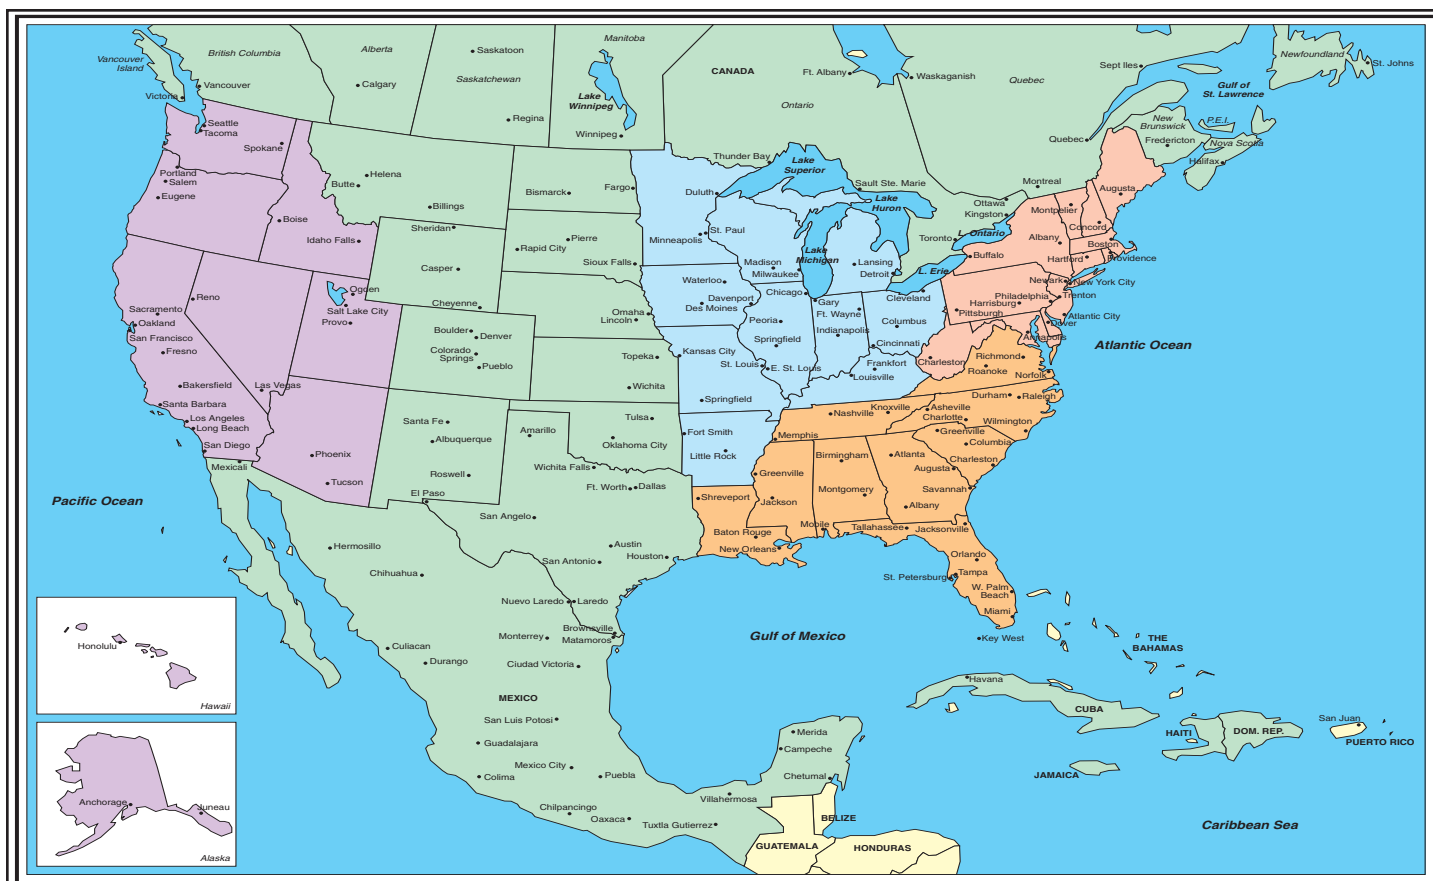 British Columbia
Alberta
Saskatoon
Manitoba
Vancouver
Island
Calgary
Saskatchewan
CANADA
Ft. Albany
Waskaganish
Quebec
Sept Iles
Newfoundland
St. Johns
Vancouver
Victoria
Lake
Winnipeg
Ontario
Gulf of
St. Lawrence
Regina
Winnipeg
New
Brunswick
P.E.I.
Seattle
Tacoma
Spokane
Quebec
Fredericton
Nova Scotia
Thunder Bay
Lake
Superior
Halifax
Portland
Salem
Helena
Butte
Bismarck
Fargo
Duluth
Sault Ste. Marie
Montreal
Augusta
Eugene
Billings
Lake
Huron
Ottawa
Kingston
Montpelier
Boise
Sheridan
Concord
Idaho Falls
Pierre
Rapid City
Minneapolis
St. Paul
Toronto
L. Ontario
Albany
Boston
Lake
Michigan
Buffalo
Hartford
Providence
Casper
Sioux Falls
Madison
Milwaukee
Lansing
Detroit
L. Erie
Newark
New York City
Waterloo
Ogden
Reno
Cheyenne
Davenport
Des Moines
Chicago
Gary
Cleveland
Harrisburg
Philadelphia
Trenton
Sacramento
Oakland
San Francisco
Salt Lake City
Provo
Omaha
Lincoln
Peoria
Ft. Wayne
Indianapolis
Columbus
Pittsburgh
Atlantic City
Dover
Annapolis
Boulder
Denver
Fresno
Colorado
Springs
Pueblo
Topeka
Kansas City
Springfield
Cincinnati
Atlantic Ocean
St. Louis
E. St. Louis
Frankfort
Louisville
Charleston
Richmond
Roanoke
Norfolk
Bakersfield
Las Vegas
Wichita
Springfield
Durham
Raleigh
Santa Barbara
Los Angeles
Long Beach
Santa Fe
Amarillo
Tulsa
Nashville
Knoxville
Asheville
Charlotte
Wilmington
San Diego
Mexicali
Albuquerque
Oklahoma City
Fort Smith
Memphis
Greenville
Columbia
Phoenix
Little Rock
Birmingham
Atlanta
Charleston
Tucson
Roswell
Wichita Falls
Greenville
Augusta
Pacific Ocean
El Paso
Ft. Worth
Dallas
Shreveport
Jackson
Montgomery
Savannah
Albany
San Angelo
Baton Rouge
Mobile
Tallahassee
Jacksonville
Hermosillo
Austin
Houston
New Orleans
Chihuahua
San Antonio
Orlando
St. Petersburg
Tampa
W. Palm
Beach
Nuevo Laredo
Laredo
Miami
Honolulu
Culiacan
Monterrey
Brownsville
Matamoros
Gulf of Mexico
Key West
THE
BAHAMAS
Durango
Ciudad Victoria
Hawaii
MEXICO
Havana
CUBA
San Luis Potosi
San Juan
Guadalajara
Merida
Campeche
HAITI
DOM. REP.
PUERTO RICO
Mexico City
Colima
Puebla
Chetumal
JAMAICA
Anchorage
Juneau
Chilpancingo
Oaxaca
Villahermosa
Tuxtla Gutierrez
BELIZE
Caribbean Sea
GUATEMALA
HONDURAS
Alaska